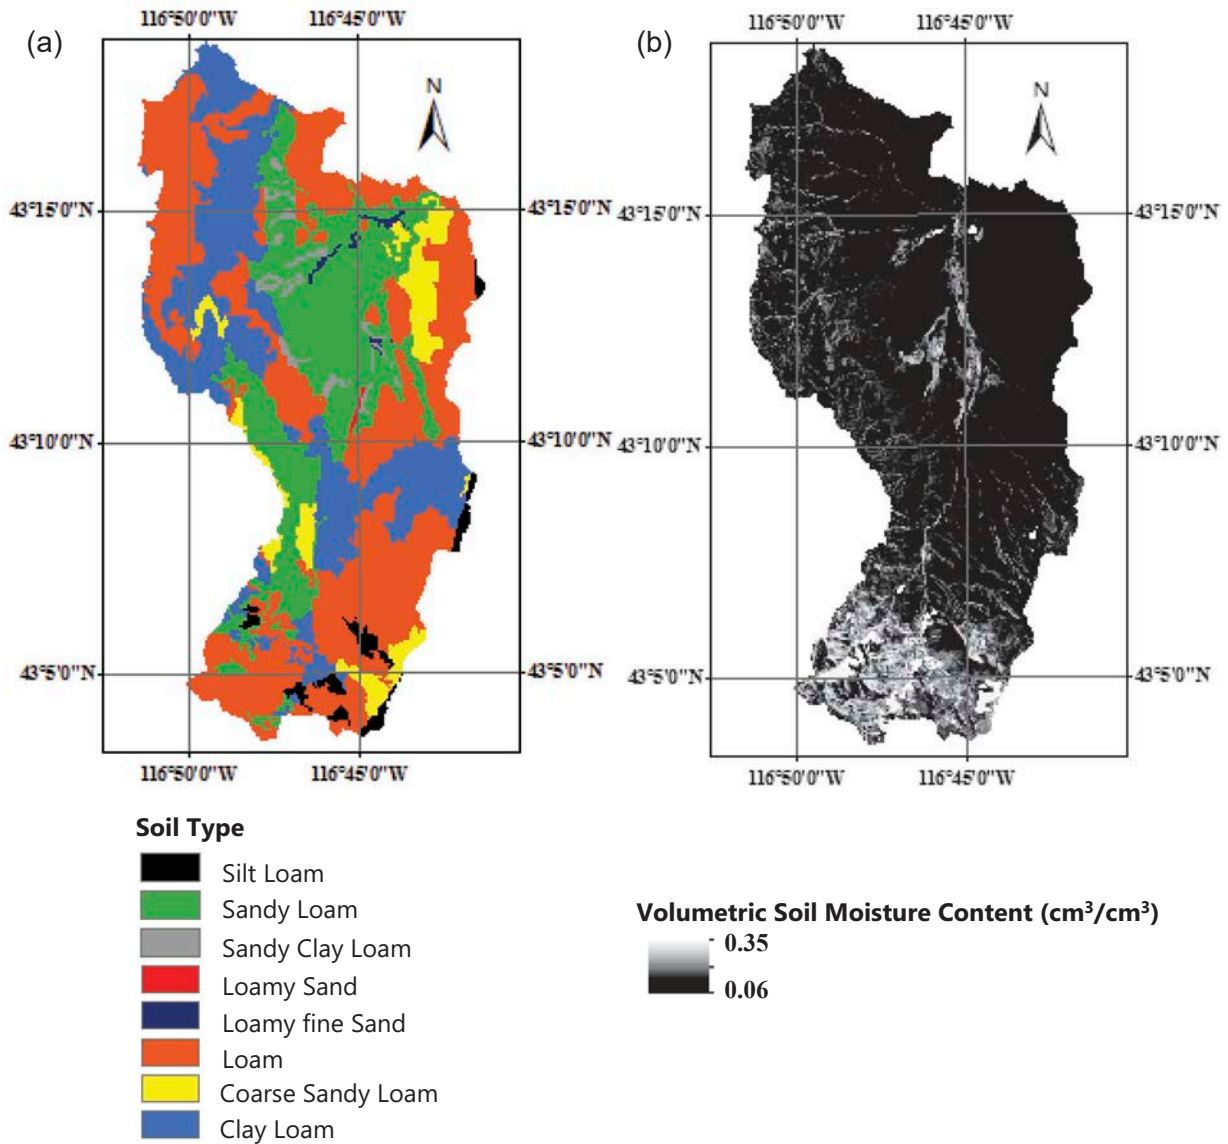 116°50'0"W 116°45'0"W
(a)
N
43°15'0"N 43°15'0"N
43°10'0"N
43°5'0"N 43°5'0"N
116°50'0"W 116°45'0"W
116°50'0"W 116°45'0"W
(b)
N
43°15'0"N 43°15'0"N
43°10'0"N 43°10'0"N
43°5'0"N 43°5'0"N
116°50'0"W 116°45'0"W
Soil Type
Silt Loam
Sandy Loam
Sandy Clay Loam
Loamy Sand
Loamy fine Sand
Loam
Coarse Sandy Loam
Clay Loam
Volumetric Soil Moisture Content (cm³/cm³)
0.35
0.06